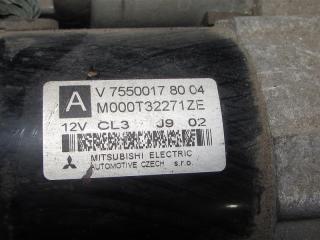 A
V 7550017 80 04
M000T32271ZE
12V CL3 J9 02
MITSUBISHI ELECTRIC
AUTOMOTIVE CZECH s.r.o.